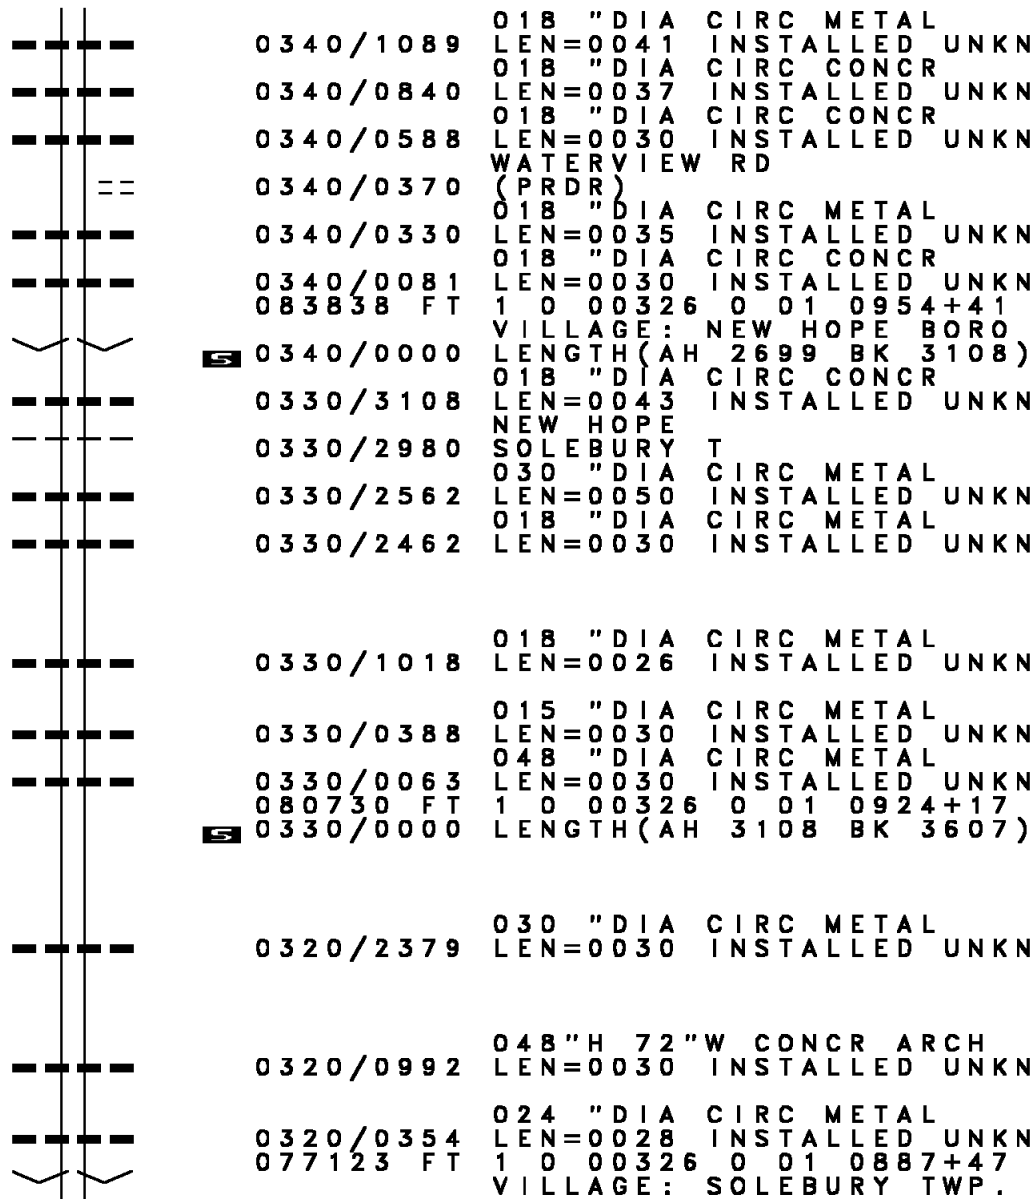 018 "DIA CIRC METAL
0340/1089 LEN=0041 INSTALLED UNKN
018 "DIA CIRC CONCR
0340/0840 LEN=0037 INSTALLED UNKN
018 "DIA CIRC CONCR
0340/0588 LEN=0030 INSTALLED UNKN
WATERVIEW RD
0340/0370 (PRDR)
018 "DIA CIRC METAL
0340/0330 LEN=0035 INSTALLED UNKN
018 "DIA CIRC CONCR
0340/0081 LEN=0030 INSTALLED UNKN
083838 FT 1 0 00326 0 01 0954+41
VILLAGE: NEW HOPE BORO
S 0340/0000 LENGTH(AH 2699 BK 3108)
018 "DIA CIRC CONCR
0330/3108 LEN=0043 INSTALLED UNKN
NEW HOPE
0330/2980 SOLEBURY T
030 "DIA CIRC METAL
0330/2562 LEN=0050 INSTALLED UNKN
018 "DIA CIRC METAL
0330/2462 LEN=0030 INSTALLED UNKN
018 "DIA CIRC METAL
0330/1018 LEN=0026 INSTALLED UNKN
015 "DIA CIRC METAL
0330/0388 LEN=0030 INSTALLED UNKN
048 "DIA CIRC METAL
0330/0063 LEN=0030 INSTALLED UNKN
080730 FT 1 0 00326 0 01 0924+17
S 0330/0000 LENGTH(AH 3108 BK 3607)
030 "DIA CIRC METAL
0320/2379 LEN=0030 INSTALLED UNKN
048"H 72"W CONCR ARCH
0320/0992 LEN=0030 INSTALLED UNKN
024 "DIA CIRC METAL
0320/0354 LEN=0028 INSTALLED UNKN
077123 FT 1 0 00326 0 01 0887+47
VILLAGE: SOLEBURY TWP.